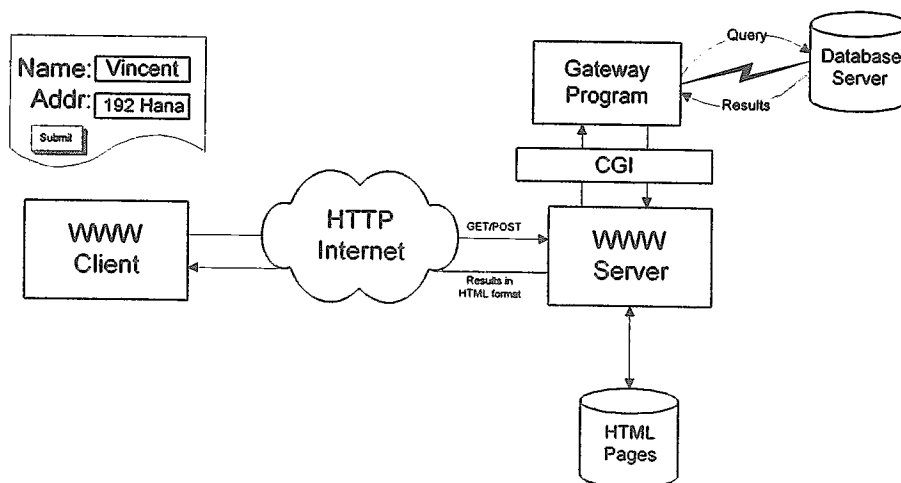 Name: Vincent
Addr: 192 Hana
Submit
WWW
Client
HTTP
Internet
GET/POST
Results in
HTML format
Gateway
Program
CGI
WWW
Server
Query
Results
Database
Server
HTML
Pages